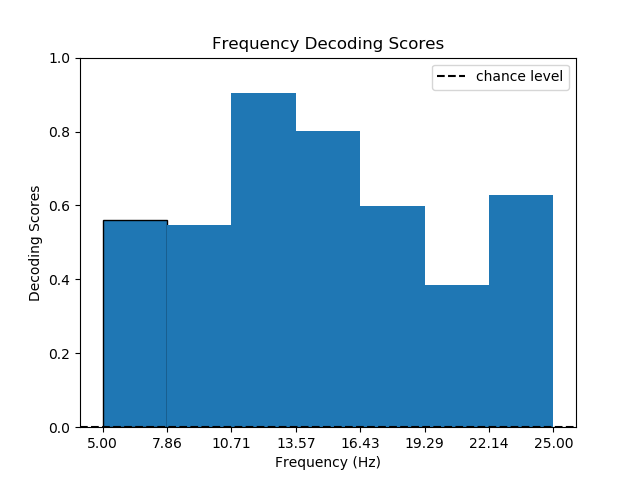 Frequency Decoding Scores
1.0
chance level
0.8
0.6
0.4
0.2
0.0
Decoding Scores
5.00 7.86 10.71 13.57 16.43 19.29 22.14 25.00
Frequency (Hz)